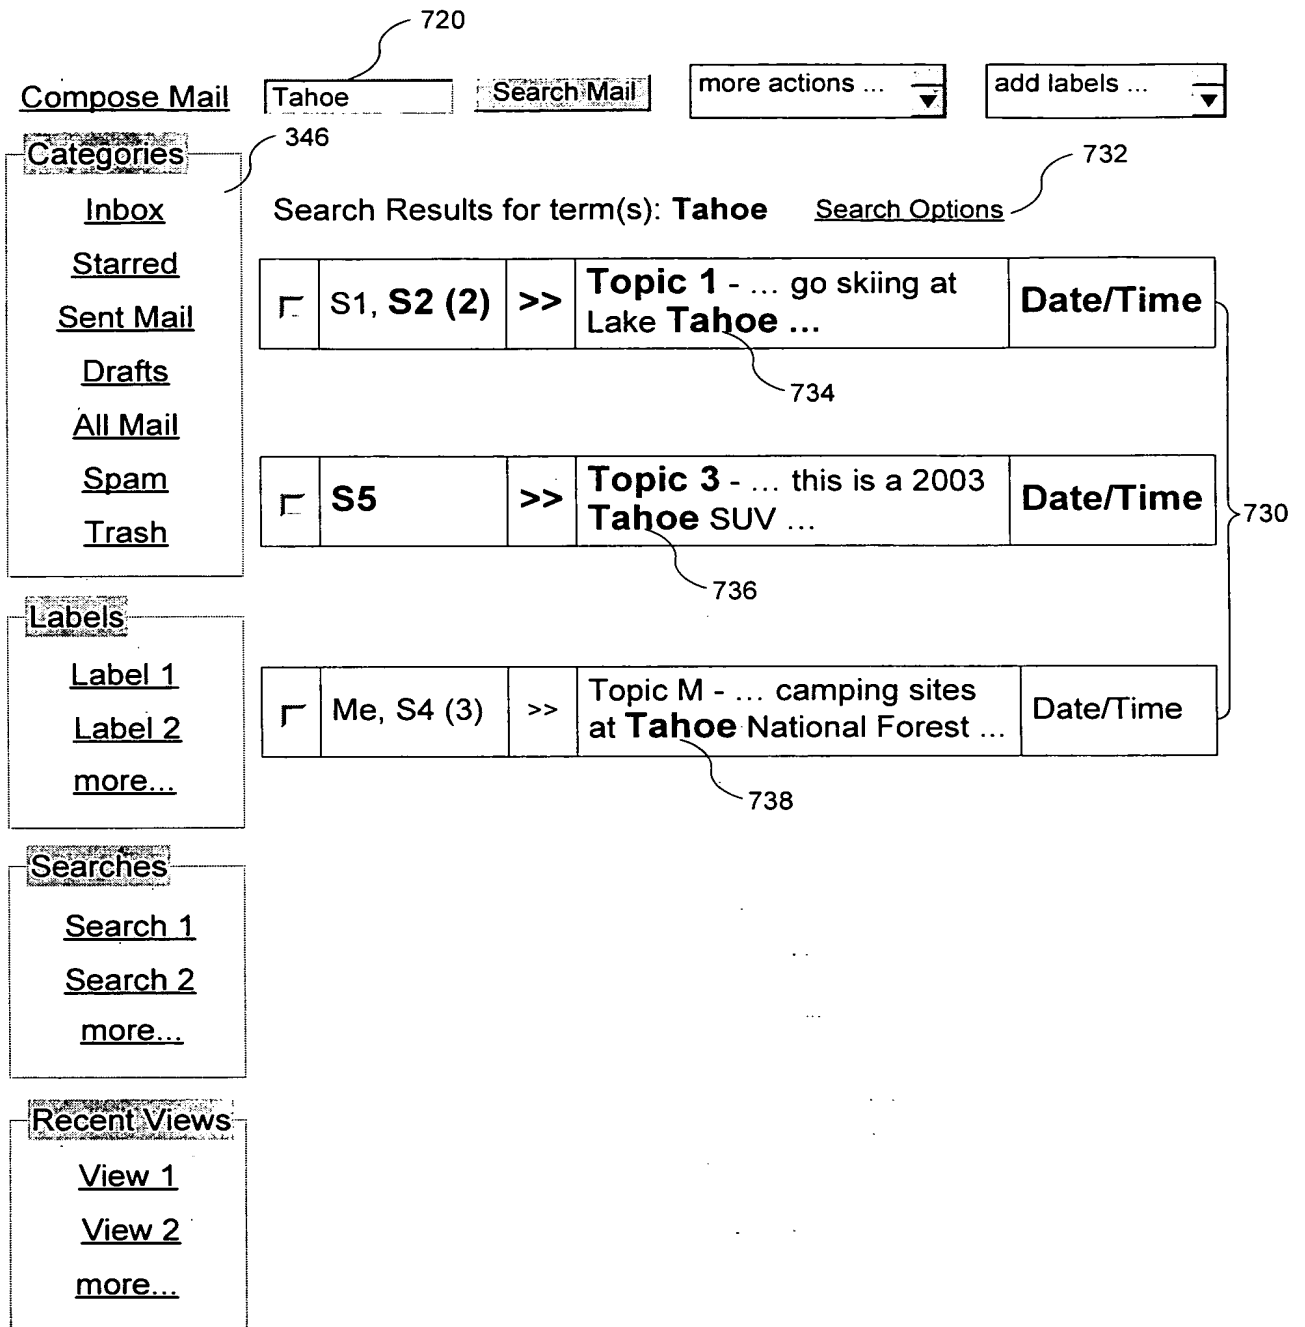 720
Compose Mail Tahoe Search Mail more actions ... add labels ...
346
732
Categories
Inbox
Starred
Sent Mail
Drafts
All Mail
Spam
Trash
Search Results for term(s): Tahoe Search Options
S1, S2 (2) >> Topic 1 - ... go skiing at Date/Time
Lake Tahoe ...
734
S5 >> Topic 3 - ... this is a 2003 Date/Time
Tahoe SUV ...
730
736
Me, S4 (3) >> Topic M - ... camping sites Date/Time
at Tahoe National Forest ...
738
Labels
Label 1
Label 2
more...
Searches
Search 1
Search 2
more...
Recent Views
View 1
View 2
more...